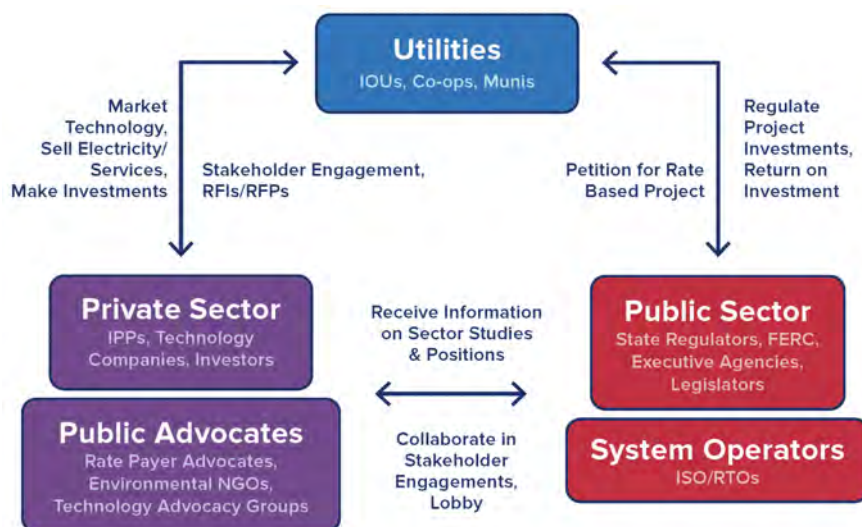 Utilities
IOUs, Co-ops, Munis
Market
Technology,
Sell Electricity/
Services,
Make Investments
Stakeholder Engagement,
RFIs/RFPs
Petition for Rate
Based Project
Regulate
Project
Investments,
Return on
Investment
Private Sector
IPPs, Technology
Companies, Investors
Receive Information
on Sector Studies
& Positions
Public Sector
State Regulators, FERC,
Executive Agencies,
Legislators
Public Advocates
Rate Payer Advocates,
Environmental NGOs,
Technology Advocacy Groups
Collaborate in
Stakeholder
Engagements,
Lobby
System Operators
ISO/RTOs